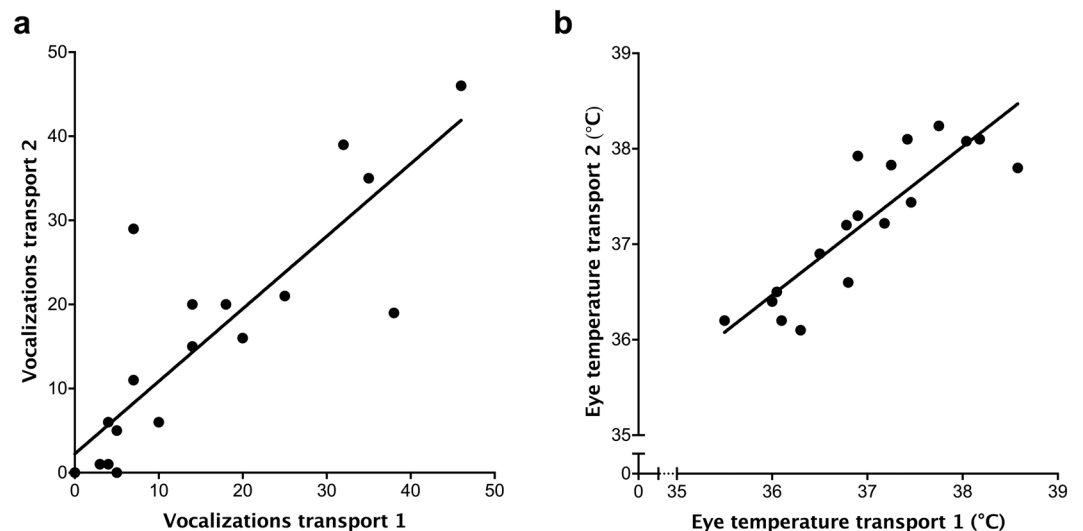 a
50
40
30
20
10
0
Vocalizations transport 2
0 10 20 30 40 50
Vocalizations transport 1
b
39
38
37
36
35
0
Eye temperature transport 2 (°C)
0 35 36 37 38 39
Eye temperature transport 1 (°C)